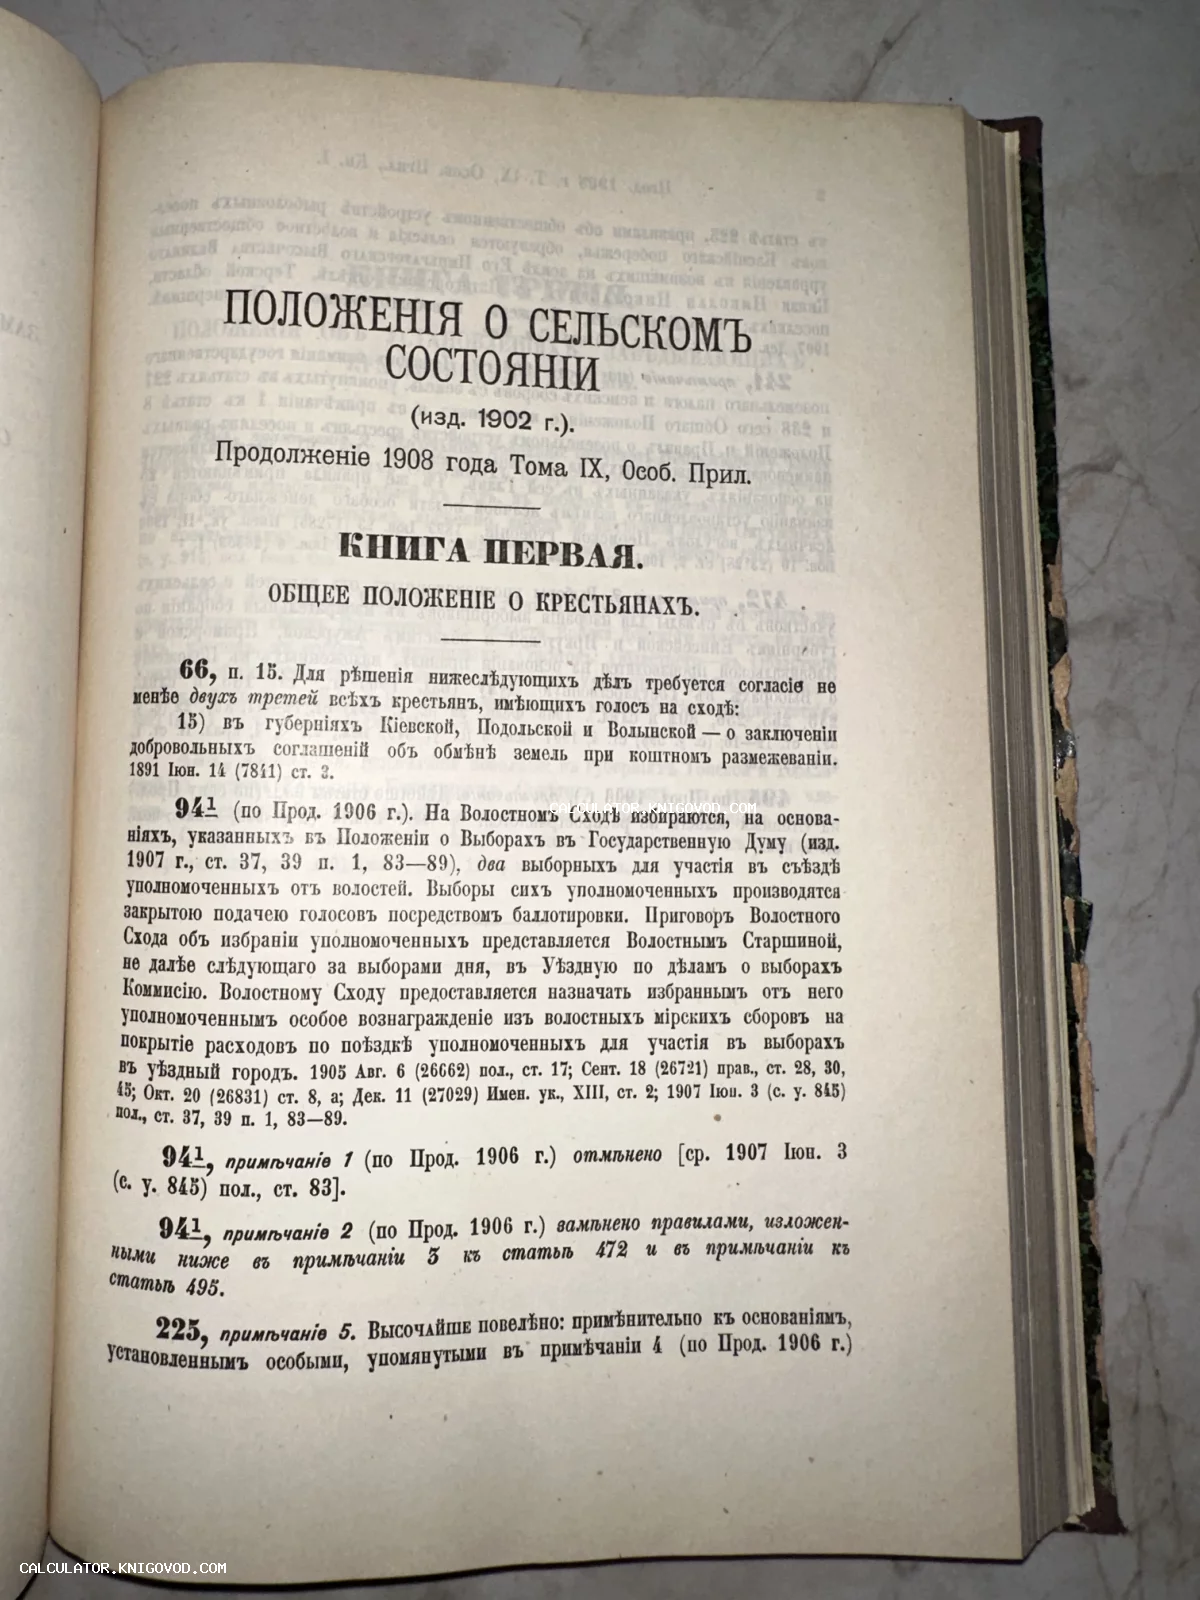 ПОЛОЖЕНІЯ О СЕЛЬСКОМЪ
СОСТОЯНІИ
(изд. 1902 г.).
Продолженіе 1908 года Тома IX, Особ. Прил.
КНИГА ПЕРВАЯ.
ОБЩЕЕ ПОЛОЖЕНІЕ О КРЕСТЬЯНАХЪ.
66, п. 15. Для рѣшенія нижеслѣдующихъ дѣлъ требуется согласіе не
менѣе двухъ третей всѣхъ крестьян, имѣющихъ голосъ на сходѣ:
15) въ губерніяхъ Кіевской, Подольской и Волынской — о заключеніи
добровольныхъ соглашеній объ обмѣнѣ земель при коштномъ размежеваніи.
1891 Іюн. 14 (7841) ст. 3.
94¹ (по Прод. 1906 г.). На Волостномъ Сходѣ избираются, на основа-
ніяхъ, указанныхъ въ Положеніи о Выборахъ въ Государственную Думу (изд.
1907 г., ст. 37, 39 п. 1, 83—89), два выборныхъ для участія въ съѣздѣ
уполномоченныхъ отъ волостей. Выборы сихъ уполномоченныхъ производятся
закрытою подачею голосовъ посредствомъ баллотировки. Приговоръ Волостного
Схода объ избраніи уполномоченныхъ представляется Волостнымъ Старшиной,
не далѣе слѣдующаго за выборами дня, въ Уѣздную по дѣламъ о выборахъ
Коммисію. Волостному Сходу предоставляется назначать избраннымъ отъ него
уполномоченнымъ особое вознагражденіе изъ волостныхъ мірскихъ сборовъ на
покрытіе расходовъ по поѣздкѣ уполномоченныхъ для участія въ выборахъ
въ уѣздный городъ. 1905 Авг. 6 (26662) пол., ст. 17; Сент. 18 (26721) прав., ст. 28, 30,
45; Окт. 20 (26831) ст. 8, а; Дек. 11 (27029) Имен. ук., XIII, ст. 2; 1907 Іюн. 3 (с. у. 845)
пол., ст. 37, 39 п. 1, 83—89.
94¹, примѣчаніе 1 (по Прод. 1906 г.) отмѣнено [ср. 1907 Іюн. 3
(с. у. 845) пол., ст. 83].
94¹, примѣчаніе 2 (по Прод. 1906 г.) замѣнено правилами, изложен-
ными ниже въ примѣчаніи 3 къ статьѣ 472 и въ примѣчаніи къ
статьѣ 495.
225, примѣчаніе 5. Высочайше повелѣно: примѣнительно къ основаніямъ,
установленнымъ особыми, упомянутыми въ примѣчаніи 4 (по Прод. 1906 г.)
CALCULATOR.KNIGOVOD.COM
CALCULATOR.KNIGOVOD.COM